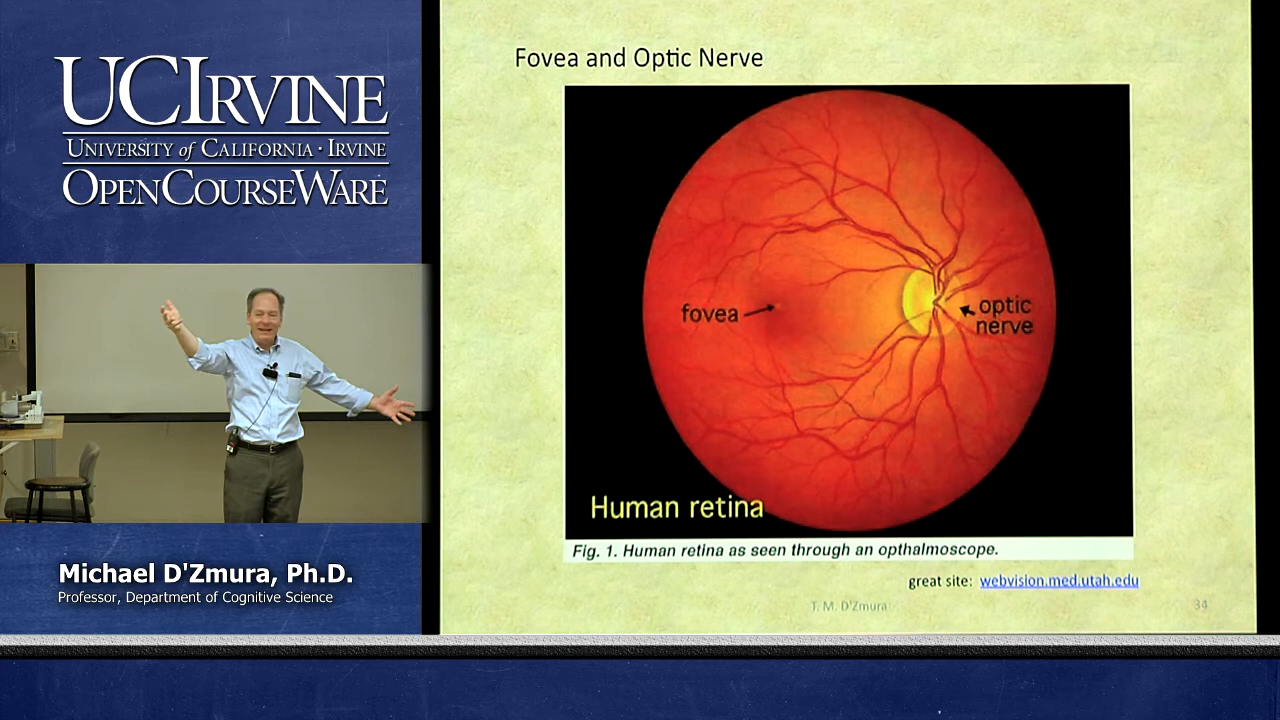 UCIRVINE
UNIVERSITY of CALIFORNIA · IRVINE
OPENCOURSEWARE
Michael D'Zmura, Ph.D.
Professor, Department of Cognitive Science
Fovea and Optic Nerve
fovea
optic
nerve
Human retina
Fig. 1. Human retina as seen through an opthalmoscope.
great site: webvision.med.utah.edu
T. M. D'Zmura
34